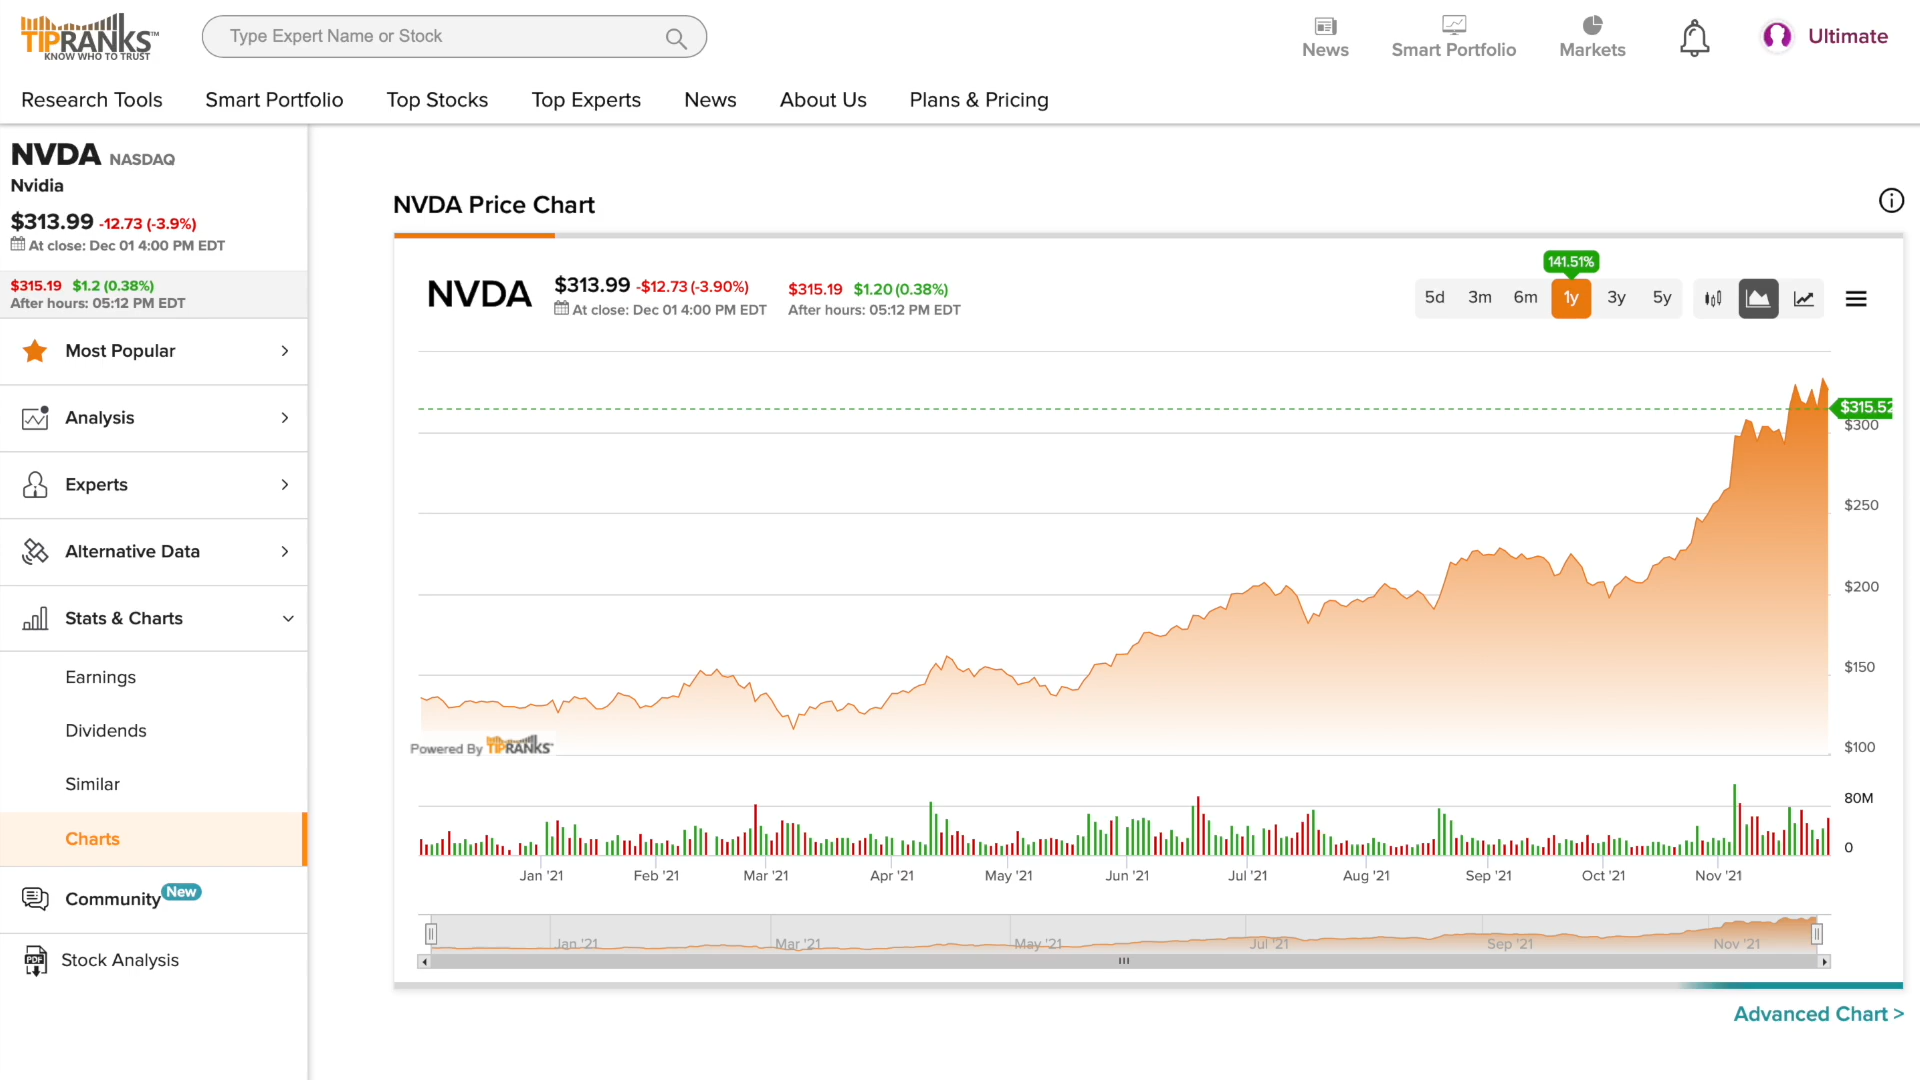 TIPRANKS™
KNOW WHO TO TRUST
Type Expert Name or Stock
News
Smart Portfolio
Markets
Ultimate
Research Tools
Smart Portfolio
Top Stocks
Top Experts
News
About Us
Plans & Pricing
NVDA NASDAQ
Nvidia
$313.99 -12.73 (-3.9%)
At close: Dec 01 4:00 PM EDT
$315.19 $1.2 (0.38%)
After hours: 05:12 PM EDT
Most Popular
Analysis
Experts
Alternative Data
Stats & Charts
Earnings
Dividends
Similar
Charts
Community New
PDF Stock Analysis
NVDA Price Chart
NVDA
$313.99 -$12.73 (-3.90%)
At close: Dec 01 4:00 PM EDT
$315.19 $1.20 (0.38%)
After hours: 05:12 PM EDT
141.51%
5d 3m 6m 1y 3y 5y
$315.52
$300
$250
$200
$150
$100
Powered By TIPRANKS
80M
0
Jan '21 Feb '21 Mar '21 Apr '21 May '21 Jun '21 Jul '21 Aug '21 Sep '21 Oct '21 Nov '21
Jan '21 Mar '21 May '21 Jul '21 Sep '21 Nov '21
Advanced Chart >